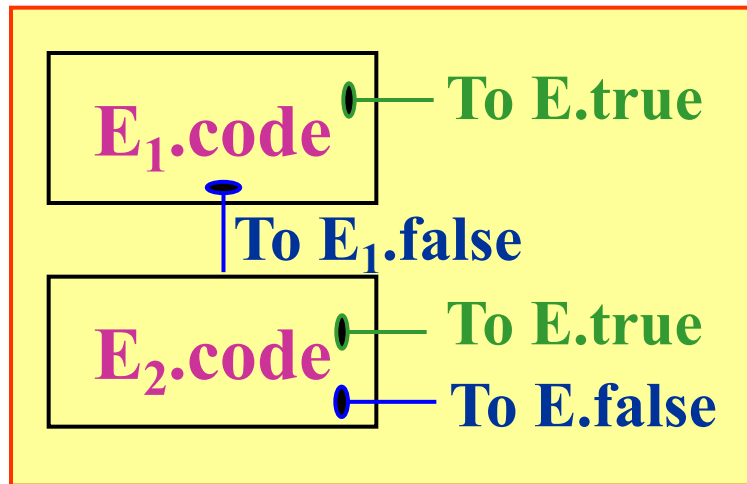 To E.true
E₁.code
To E₁.false
To E.true
E₂.code
To E.false